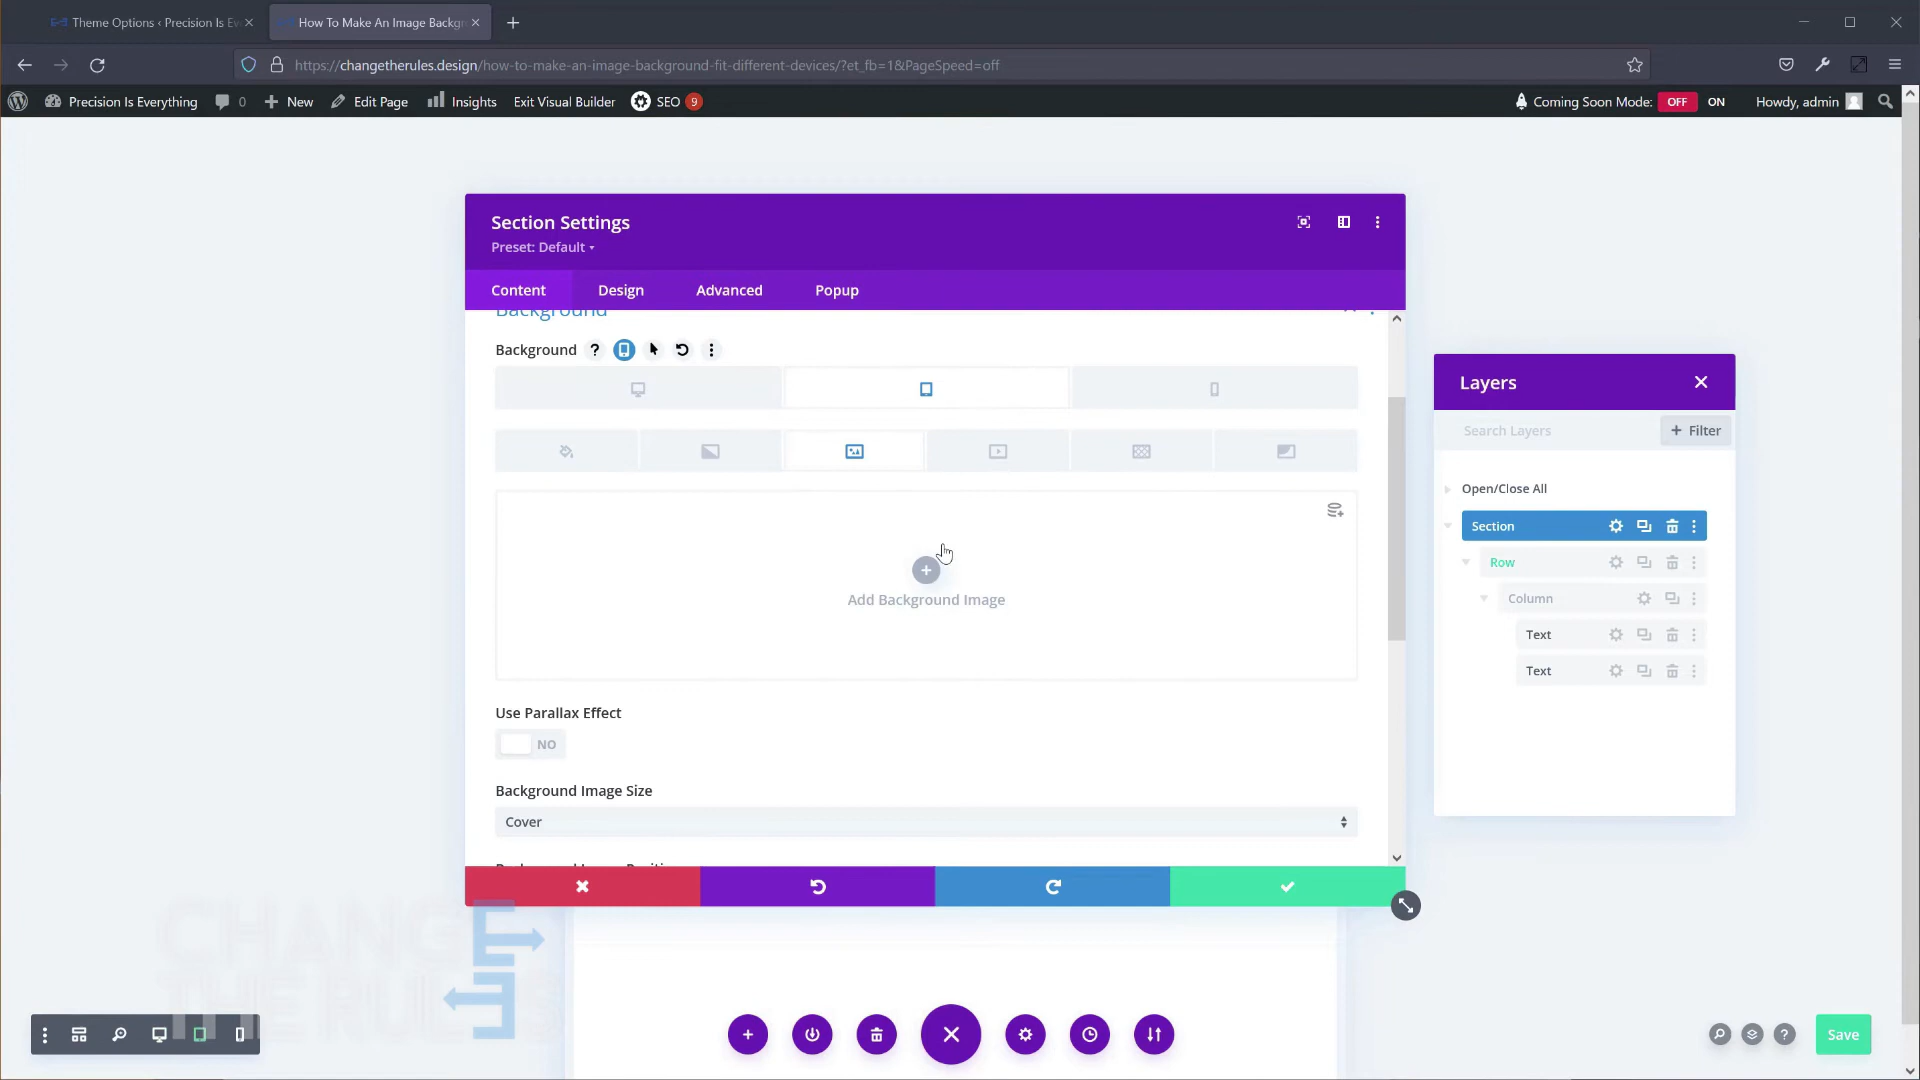 Theme Options ‹ Precision Is Ev
How To Make An Image Backgr
https://changetherules.design/how-to-make-an-image-background-fit-different-devices/?et_fb=1&PageSpeed=off
Precision Is Everything
0
New
Edit Page
Insights
Exit Visual Builder
SEO
9
Coming Soon Mode:
OFF
ON
Howdy, admin
Section Settings
Preset: Default
Content
Design
Advanced
Popup
Background
Background
Add Background Image
Use Parallax Effect
NO
Background Image Size
Cover
Layers
Search Layers
+ Filter
Open/Close All
Section
Row
Column
Text
Text
CHANGE
THE RULES
Save